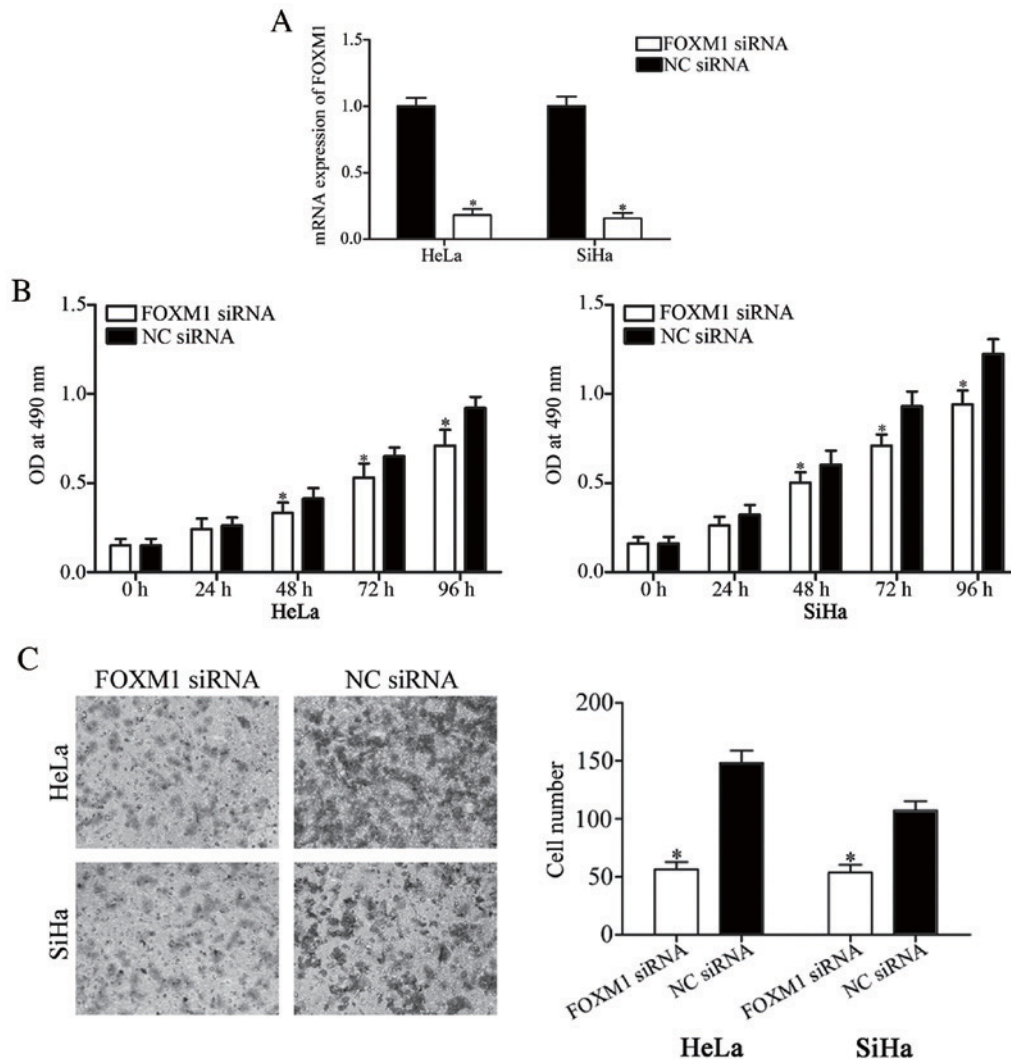 A
mRNA expression of FOXM1
1.5
1.0
0.5
0.0
FOXM1 siRNA
NC siRNA
*
*
HeLa
SiHa
B
OD at 490 nm
1.5
1.0
0.5
0.0
FOXM1 siRNA
NC siRNA
*
*
*
0 h
24 h
48 h
72 h
96 h
HeLa
OD at 490 nm
1.5
1.0
0.5
0.0
FOXM1 siRNA
NC siRNA
*
*
*
0 h
24 h
48 h
72 h
96 h
SiHa
C
FOXM1 siRNA
NC siRNA
HeLa
SiHa
Cell number
200
150
100
50
0
*
*
FOXM1 siRNA
NC siRNA
FOXM1 siRNA
NC siRNA
HeLa
SiHa